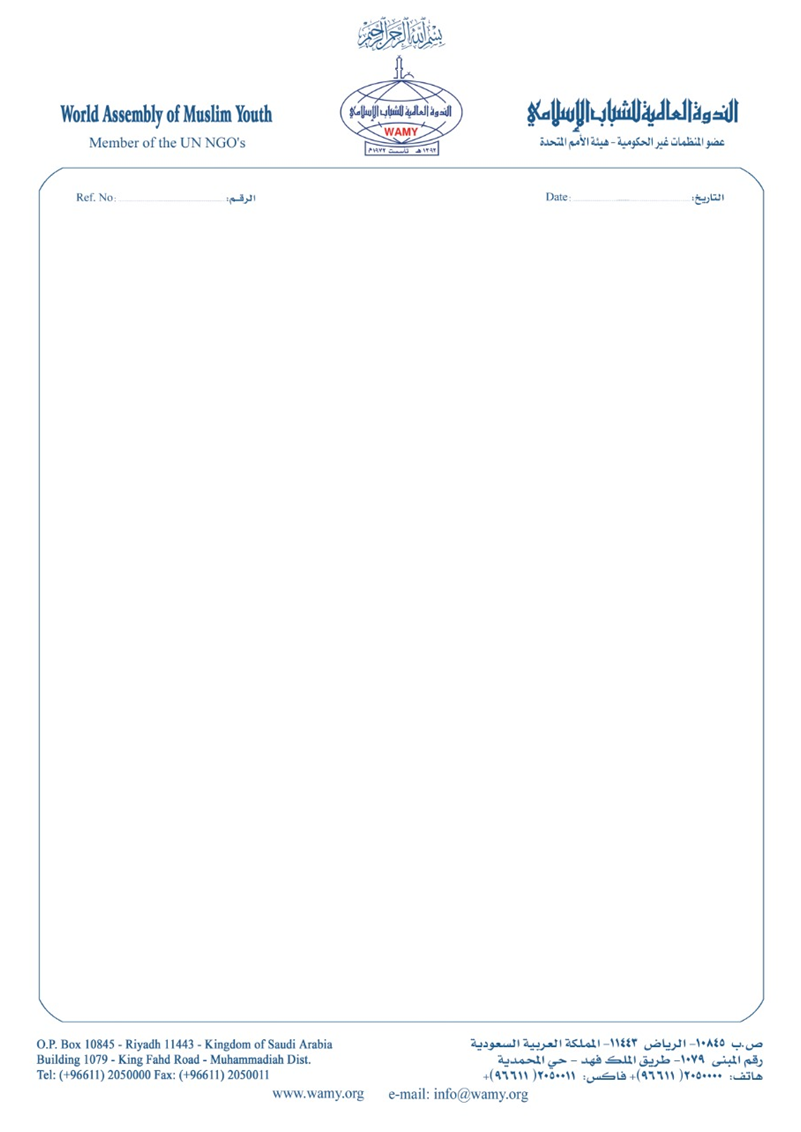 بسم الله الرحمن الرحيم
World Assembly of Muslim Youth
Member of the UN NGO's
الندوة العالمية للشباب الإسلامي
WAMY
تأسست ١٣٩٢هـ ١٩٧٢م
الندوة العالمية للشباب الإسلامي
عضو المنظمات غير الحكومية - هيئة الأمم المتحدة
Ref. No: الرقم:
Date: التاريخ:
O.P. Box 10845 - Riyadh 11443 - Kingdom of Saudi Arabia
Building 1079 - King Fahd Road - Muhammadiah Dist.
Tel: (+96611) 2050000 Fax: (+96611) 2050011
ص.ب ١٠٨٤٥- الرياض ١١٤٤٣- المملكة العربية السعودية
رقم المبنى ١٠٧٩- طريق الملك فهد - حي المحمدية
هاتف: ٢٠٥٠٠٠٠ (٩٦٦١١)+ فاكس: ٢٠٥٠٠١١ (٩٦٦١١)+
www.wamy.org e-mail: info@wamy.org